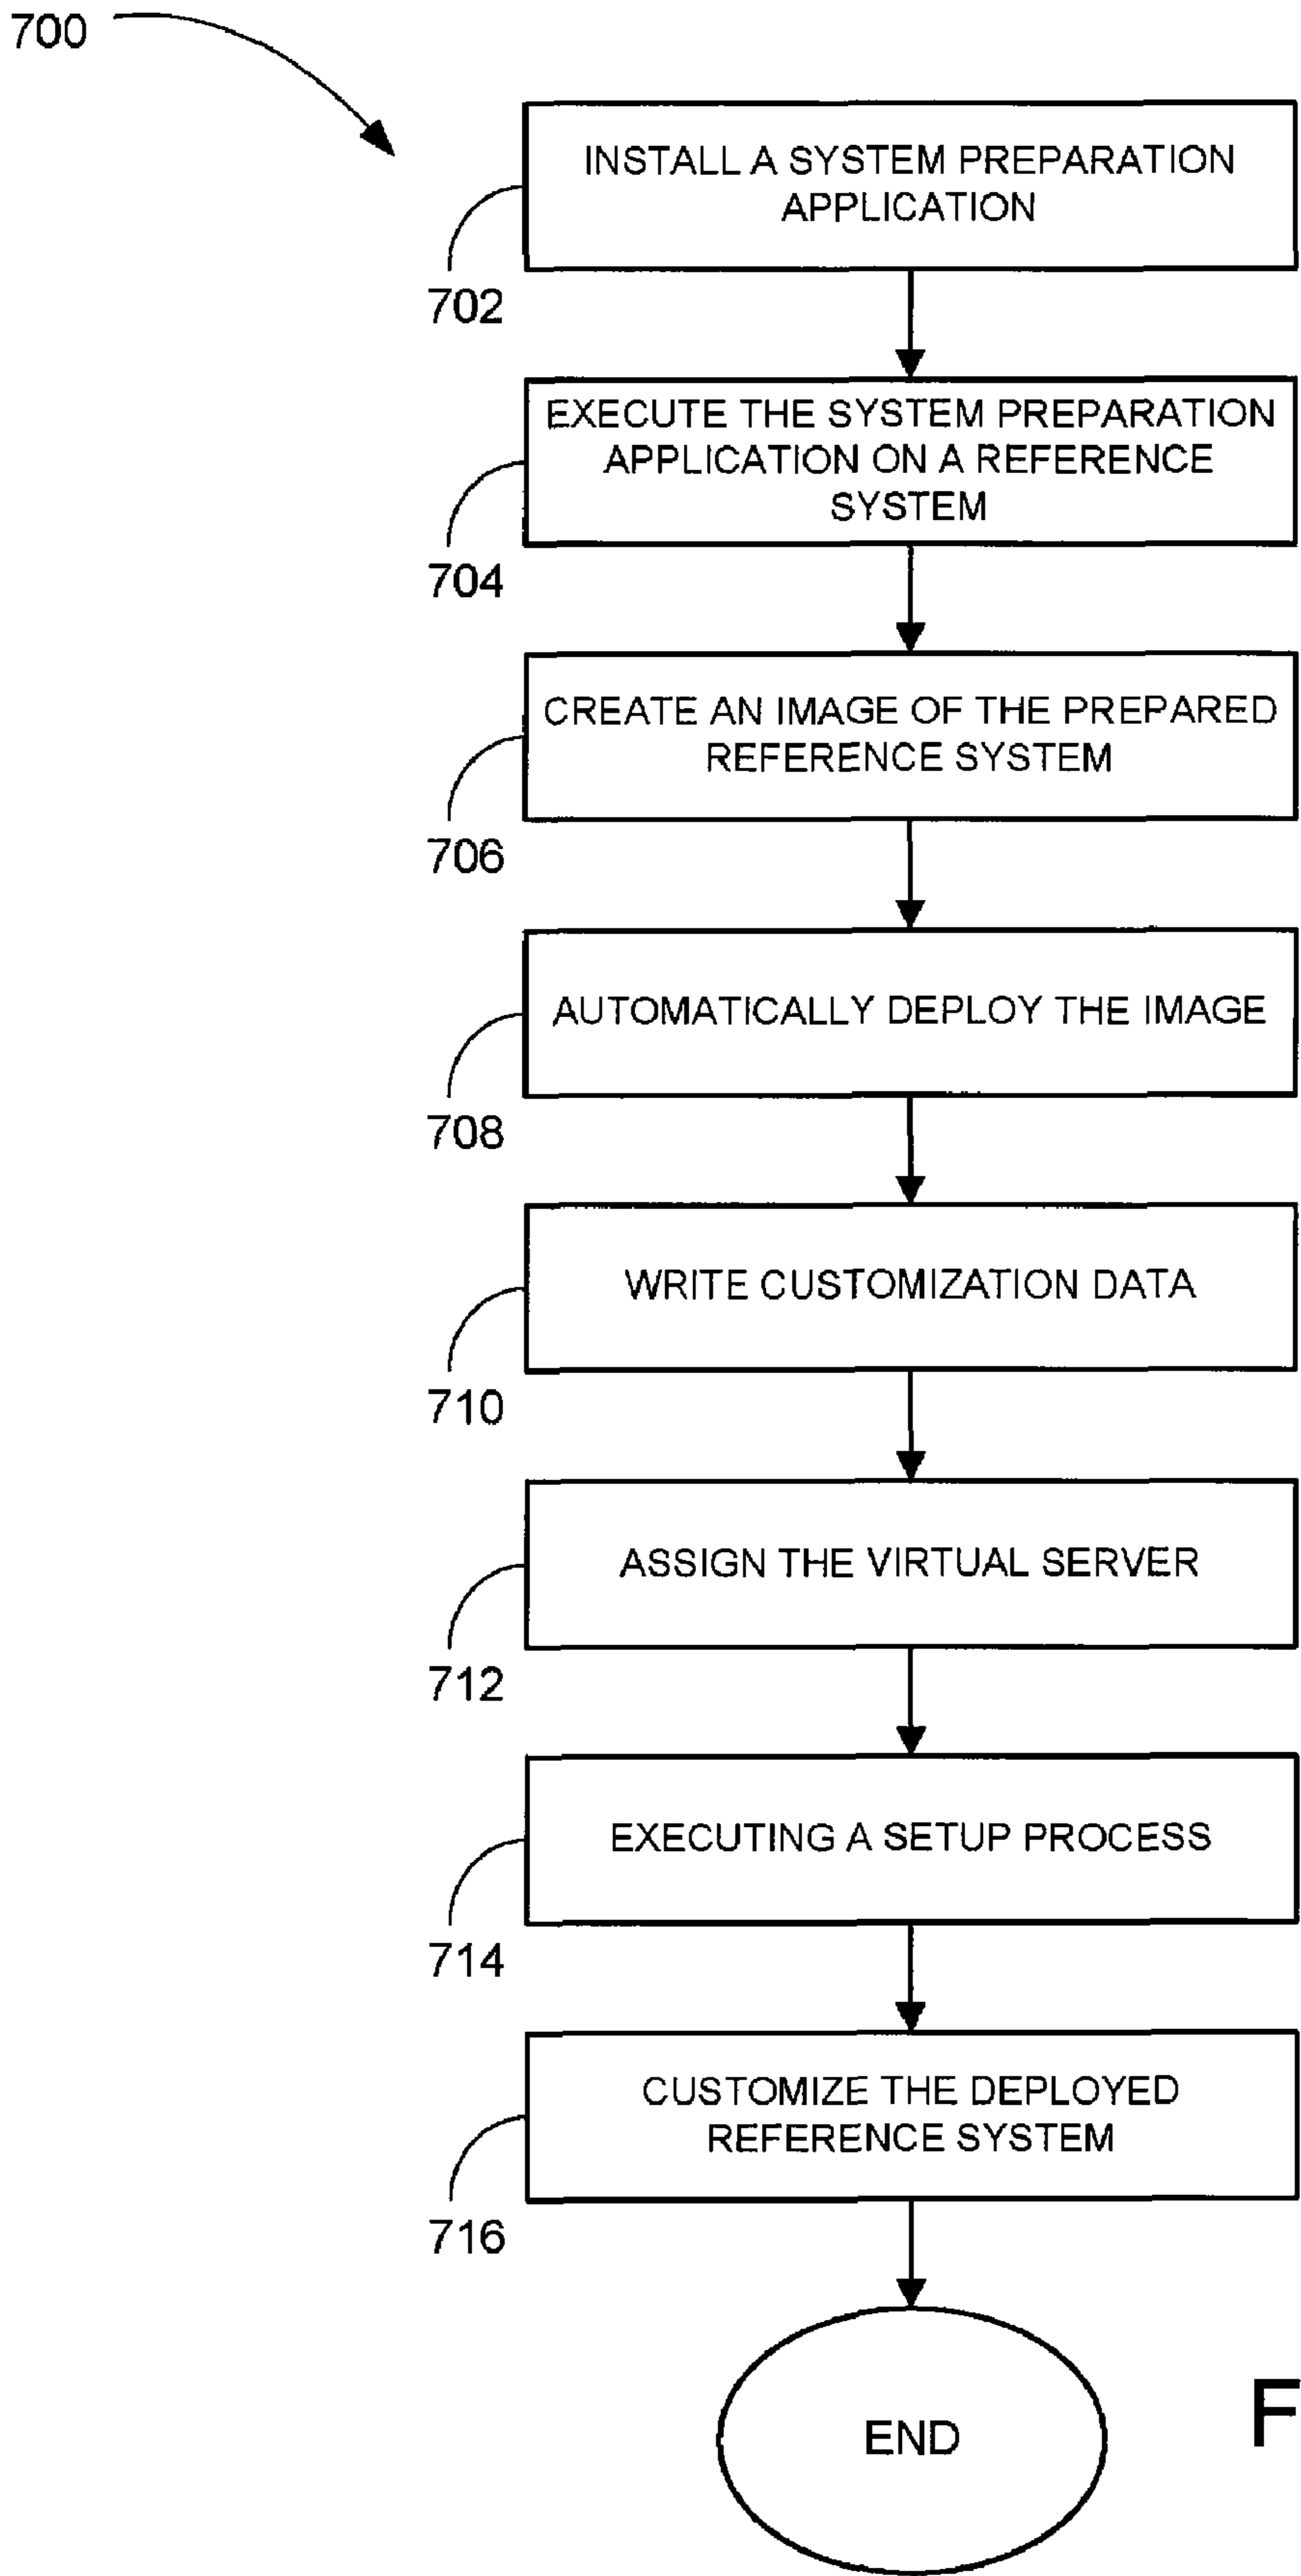 700
INSTALL A SYSTEM PREPARATION
APPLICATION
702
EXECUTE THE SYSTEM PREPARATION
APPLICATION ON A REFERENCE
SYSTEM
704
CREATE AN IMAGE OF THE PREPARED
REFERENCE SYSTEM
706
AUTOMATICALLY DEPLOY THE IMAGE
708
WRITE CUSTOMIZATION DATA
710
ASSIGN THE VIRTUAL SERVER
712
EXECUTING A SETUP PROCESS
714
CUSTOMIZE THE DEPLOYED
REFERENCE SYSTEM
716
END
F